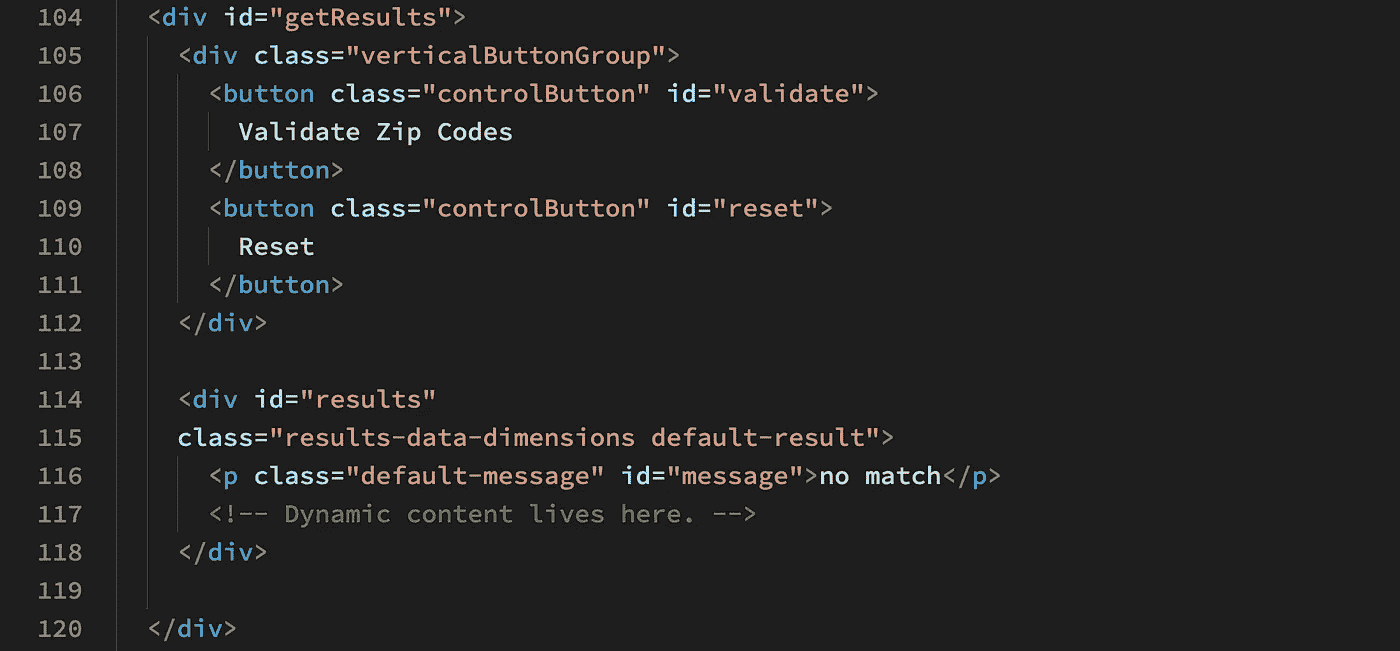 104 <div id="getResults">
105 <div class="verticalButtonGroup">
106 <button class="controlButton" id="validate">
107 Validate Zip Codes
108 </button>
109 <button class="controlButton" id="reset">
110 Reset
111 </button>
112 </div>
113
114 <div id="results"
115 class="results-data-dimensions default-result">
116 <p class="default-message" id="message">no match</p>
117 <!-- Dynamic content lives here. -->
118 </div>
119
120 </div>